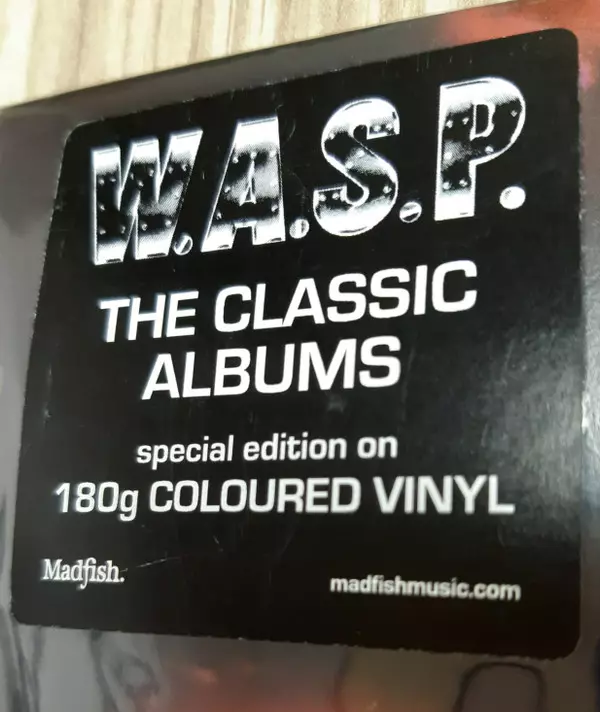 W.A.S.P.
THE CLASSIC
ALBUMS
special edition on
180g COLOURED VINYL
Madfish.
madfishmusic.com